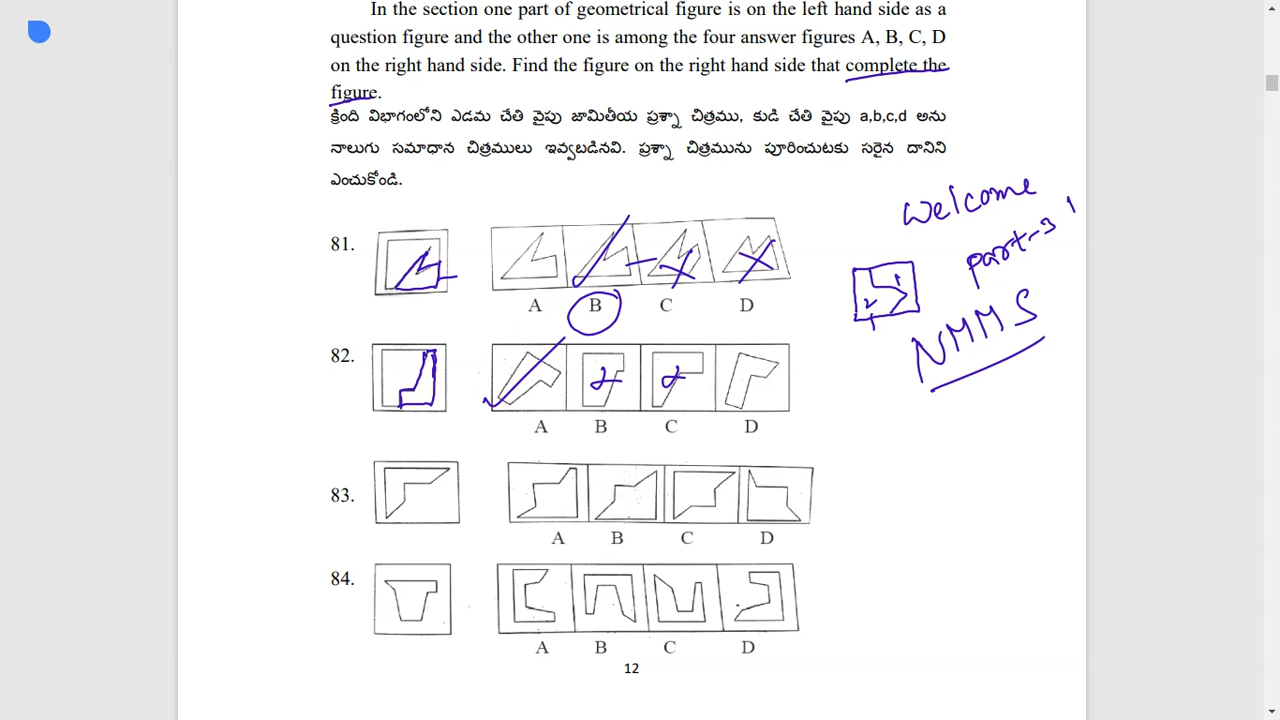 In the section one part of geometrical figure is on the left hand side as a
question figure and the other one is among the four answer figures A, B, C, D
on the right hand side. Find the figure on the right hand side that complete the
figure.
క్రింది విభాగంలోని ఎడమ చేతి వైపు జామితీయ ప్రశ్నా చిత్రము, కుడి చేతి వైపు a,b,c,d అను
నాలుగు సమాధాన చిత్రములు ఇవ్వబడినవి. ప్రశ్నా చిత్రమును పూరించుటకు సరైన దానిని
ఎంచుకోండి.
Welcome
part-3
NMMS
1
2
81.
A B C D
82.
A B C D
83.
A B C D
84.
A B C D
12